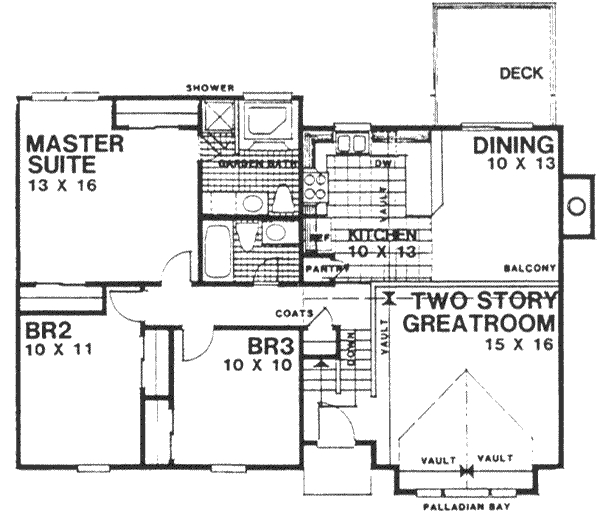 DECK
SHOWER
MASTER
SUITE
13 X 16
GARDEN BATH
DW
DINING
10 X 13
VAULT
KITCHEN
10 X 13
PANTRY
BALCONY
COATS
TWO STORY
GREATROOM
15 X 16
VAULT
DOWN
BR2
10 X 11
BR3
10 X 10
VAULT
VAULT
PALLADIAN BAY